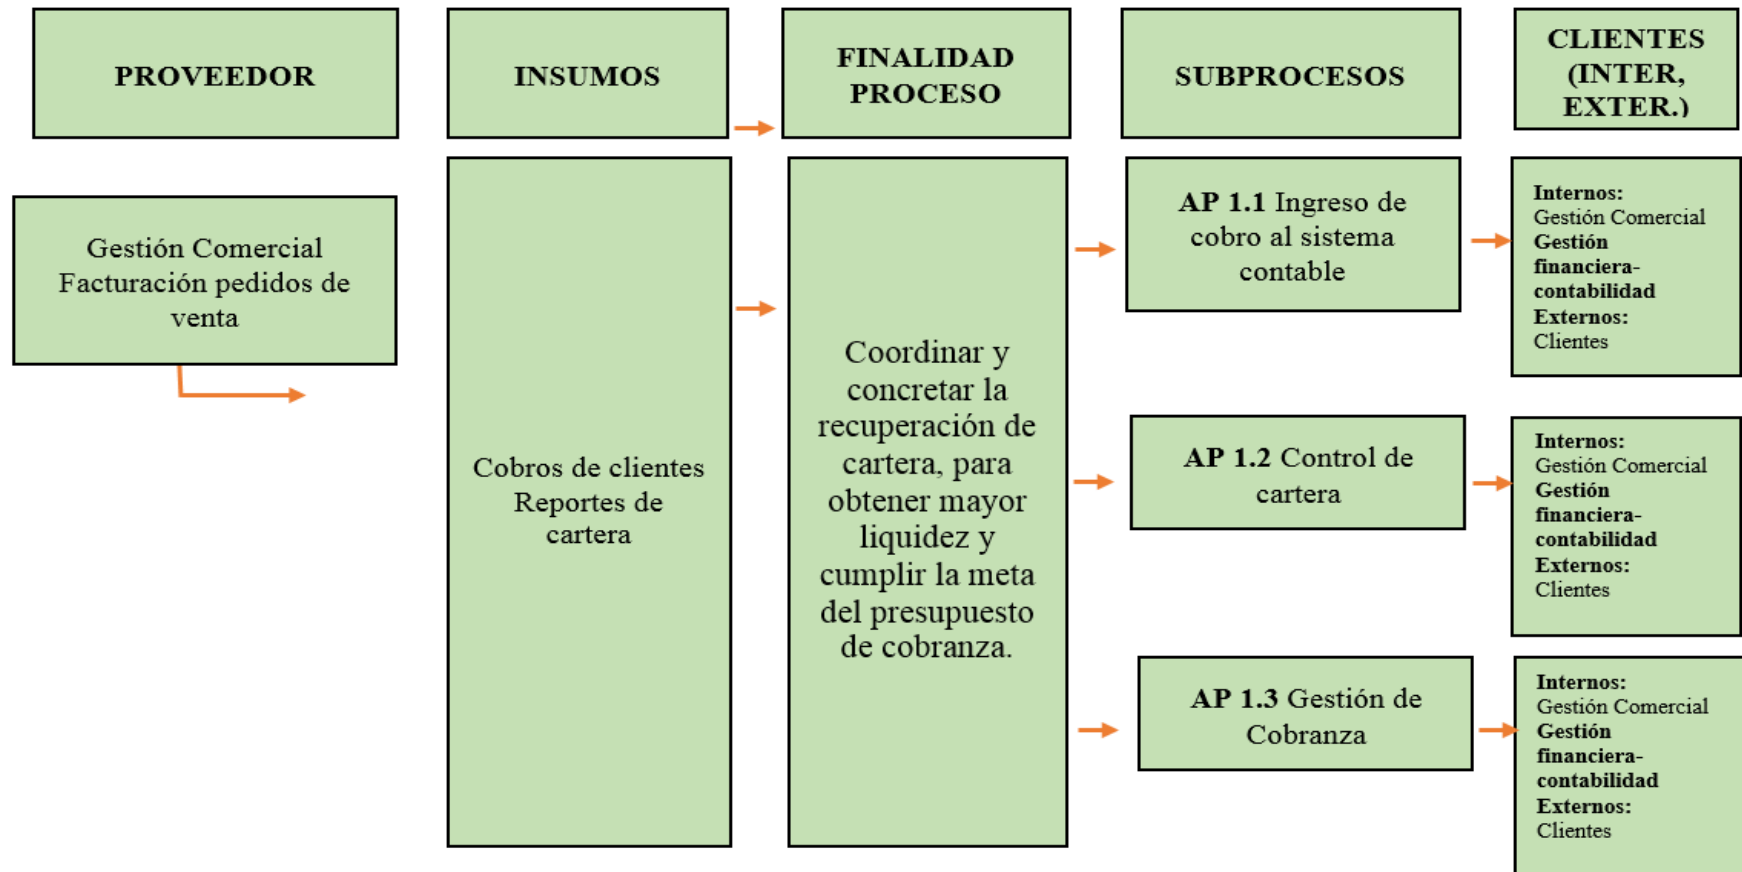 PROVEEDOR
INSUMOS
FINALIDAD
PROCESO
SUBPROCESOS
CLIENTES
(INTER,
EXTER.)
Gestión Comercial
Facturación pedidos de
venta
Cobros de clientes
Reportes de
cartera
Coordinar y
concretar la
recuperación de
cartera, para
obtener mayor
liquidez y
cumplir la meta
del presupuesto
de cobranza.
AP 1.1 Ingreso de
cobro al sistema
contable
Internos:
Gestión Comercial
Gestión
financiera-
contabilidad
Externos:
Clientes
AP 1.2 Control de
cartera
Internos:
Gestión Comercial
Gestión
financiera-
contabilidad
Externos:
Clientes
AP 1.3 Gestión de
Cobranza
Internos:
Gestión Comercial
Gestión
financiera-
contabilidad
Externos:
Clientes